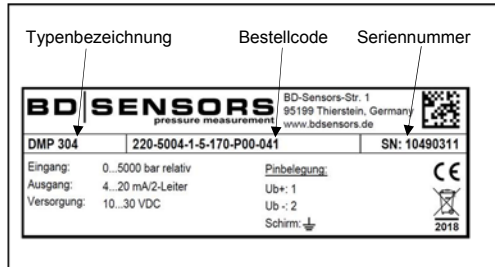 Typenbezeichnung Bestellcode Seriennummer
BD SENSORS
pressure measurement
BD-Sensors-Str. 1
95199 Thierstein, Germany
www.bdsensors.de
DMP 304 220-5004-1-5-170-P00-041 SN: 10490311
Eingang: 0...5000 bar relativ
Ausgang: 4...20 mA/2-Leiter
Versorgung: 10...30 VDC
Pinbelegung:
Ub+: 1
Ub -: 2
Schirm:
CE
2018